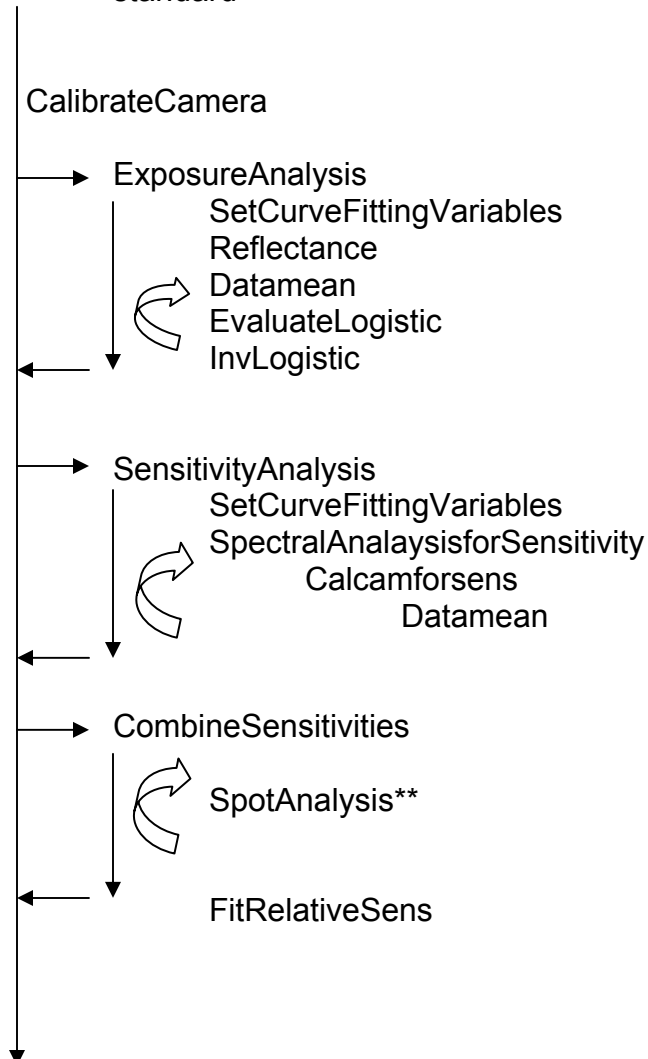 CalibrateCamera
ExposureAnalysis
SetCurveFittingVariables
Reflectance
Datamean
EvaluateLogistic
InvLogistic
SensitivityAnalysis
SetCurveFittingVariables
SpectralAnalaysisforSensitivity
Calcamforsens
Datamean
CombineSensitivities
SpotAnalysis**
FitRelativeSens